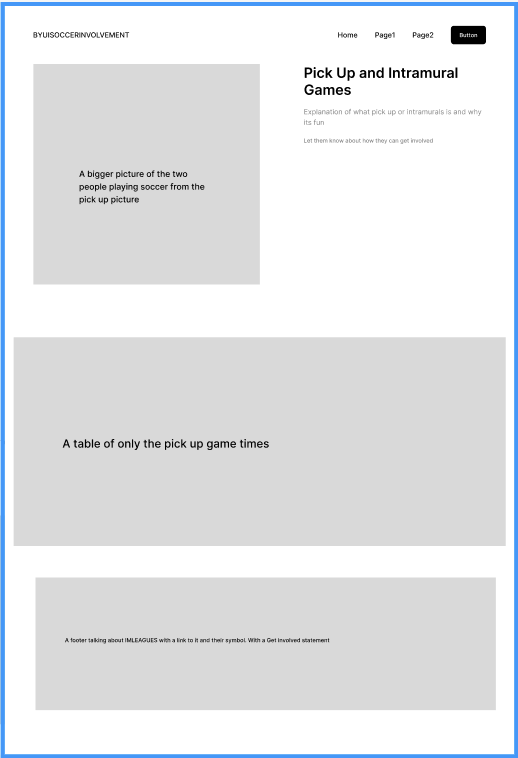 BYUISOCCERINVOLVEMENT
Home
Page1
Page2
Button
Pick Up and Intramural
Games
Explanation of what pick up or Intramurals is and why
its fun
Let them know about how they can get involved
A bigger picture of the two
people playing soccer from the
pick up picture
A table of only the pick up game times
A footer talking about IMLEAGUES with a link to it and their symbol. With a Get involved statement